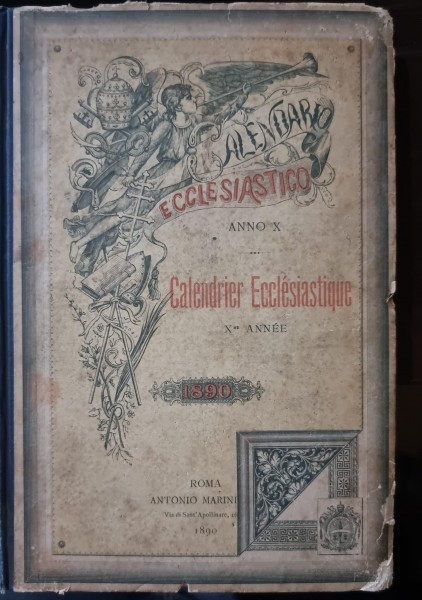 CALENDARIO
ECCLESIASTICO
ANNO X
Calendrier Ecclésiastique
Xme ANNÉE
1890
ROMA
ANTONIO MARINI
Via di Sant'Apollinare,
1890